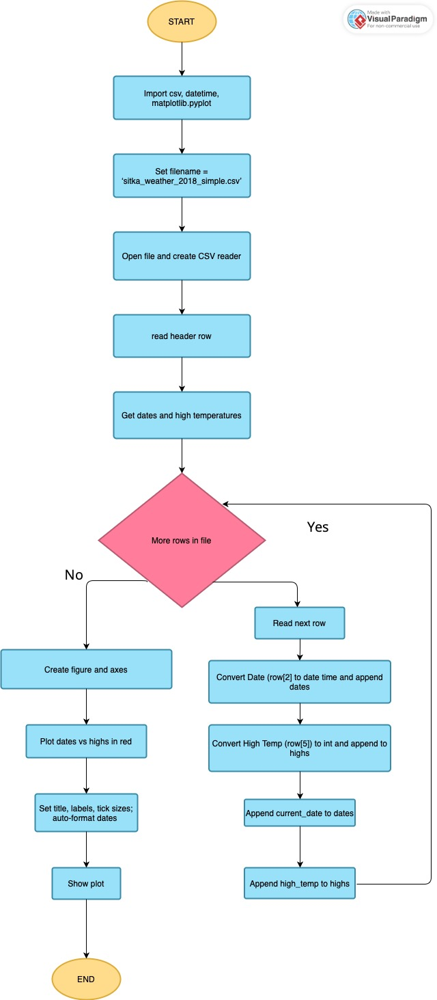 START
Made with
VisualParadigm
For non-commercial use
Import csv, datetime,
matplotlib.pyplot
Set filename =
‘sitka_weather_2018_simple.csv’
Open file and create CSV reader
read header row
Get dates and high temperatures
More rows in file
Yes
No
Read next row
Create figure and axes
Convert Date (row[2] to date time and append
dates
Plot dates vs highs in red
Convert High Temp (row[5]) to int and append to
highs
Set title, labels, tick sizes;
auto-format dates
Append current_date to dates
Show plot
Append high_temp to highs
END